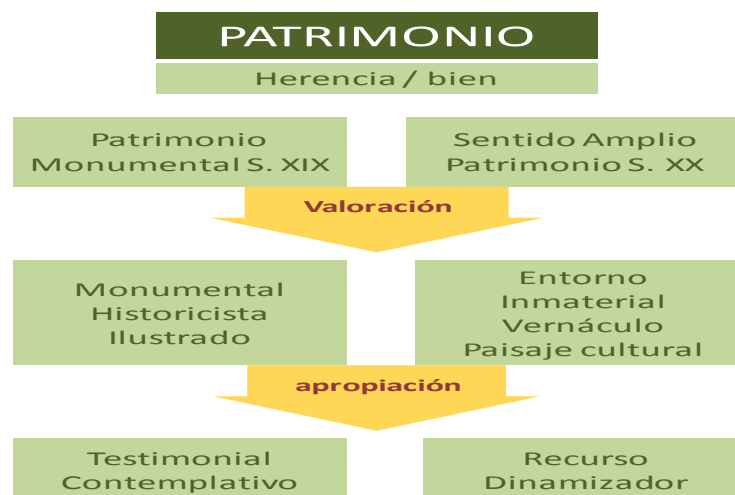 PATRIMONIO
Herencia / bien
Patrimonio
Monumental S. XIX
Sentido Amplio
Patrimonio S. XX
Valoración
Monumental
Historicista
Ilustrado
Entorno
Inmaterial
Vernáculo
Paisaje cultural
apropiación
Testimonial
Contemplativo
Recurso
Dinamizador